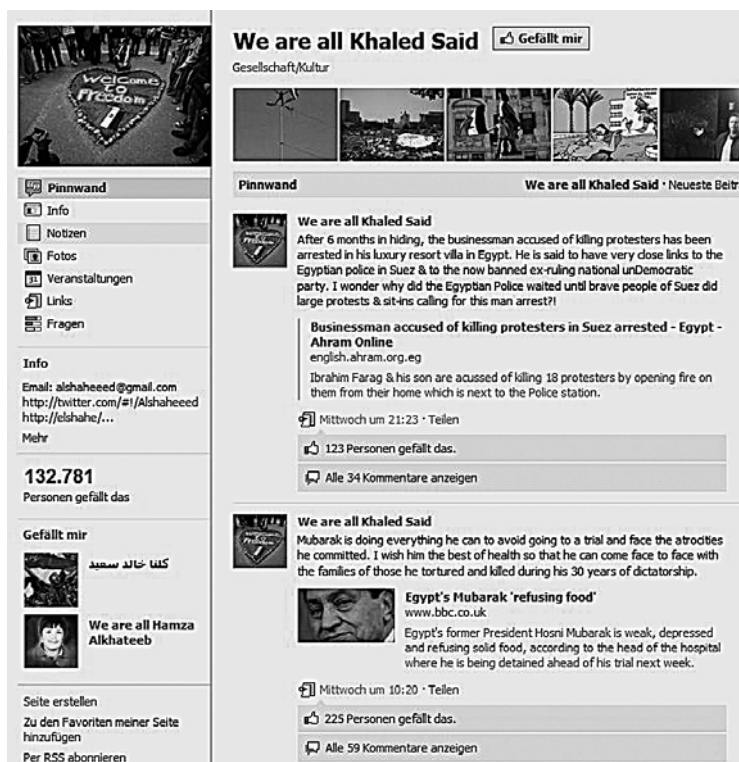 WelCome
To
Freedom
We are all Khaled Said
Gefällt mir
Gesellschaft/Kultur
Pinnwand
Info
Notizen
Fotos
31 Veranstaltungen
Links
Fragen
Info
Email: alshaheeed@gmail.com
http://twitter.com/#!/Alshaheeed
http://elshahe/...
Mehr
132.781
Personen gefällt das
Gefällt mir
كلنا خالد سعيد
We are all Hamza
Alkhateeb
Seite erstellen
Zu den Favoriten meiner Seite
hinzufügen
Per RSS abonnieren
Pinnwand We are all Khaled Said · Neueste Beitr
We are all Khaled Said
After 6 months in hiding, the businessman accused of killing protesters has been
arrested in his luxury resort villa in Egypt. He is said to have very close links to the
Egyptian police in Suez & to the now banned ex-ruling national unDemocratic
party. I wonder why did the Egyptian Police waited until brave people of Suez did
large protests & sit-ins calling for this man arrest?!
Businessman accused of killing protesters in Suez arrested - Egypt -
Ahram Online
english.ahram.org.eg
Ibrahim Farag & his son are acussed of killing 18 protesters by opening fire on
them from their home which is next to the Police station.
Mittwoch um 21:23 · Teilen
123 Personen gefällt das.
Alle 34 Kommentare anzeigen
We are all Khaled Said
Mubarak is doing everything he can to avoid going to a trial and face the atrocities
he committed. I wish him the best of health so that he can come face to face with
the families of those he tortured and killed during his 30 years of dictatorship.
Egypt's Mubarak 'refusing food'
www.bbc.co.uk
Egypt's former President Hosni Mubarak is weak, depressed
and refusing solid food, according to the head of the hospital
where he is being detained ahead of his trial next week.
Mittwoch um 10:20 · Teilen
225 Personen gefällt das.
Alle 59 Kommentare anzeigen